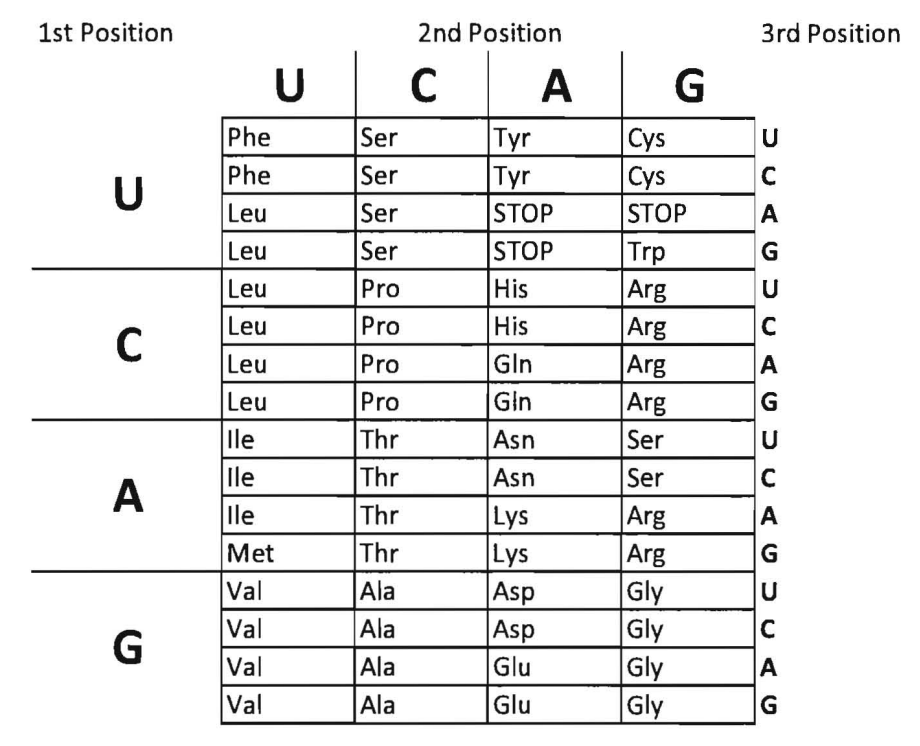 1st Position 2nd Position 3rd Position
U C A G
Phe Ser Tyr Cys U
Phe Ser Tyr Cys C
U
Leu Ser STOP STOP A
Leu Ser STOP Trp G
Leu Pro His Arg U
Leu Pro His Arg C
C
Leu Pro Gln Arg A
Leu Pro Gln Arg G
Ile Thr Asn Ser U
Ile Thr Asn Ser C
A
Ile Thr Lys Arg A
Met Thr Lys Arg G
Val Ala Asp Gly U
Val Ala Asp Gly C
G
Val Ala Glu Gly A
Val Ala Glu Gly G